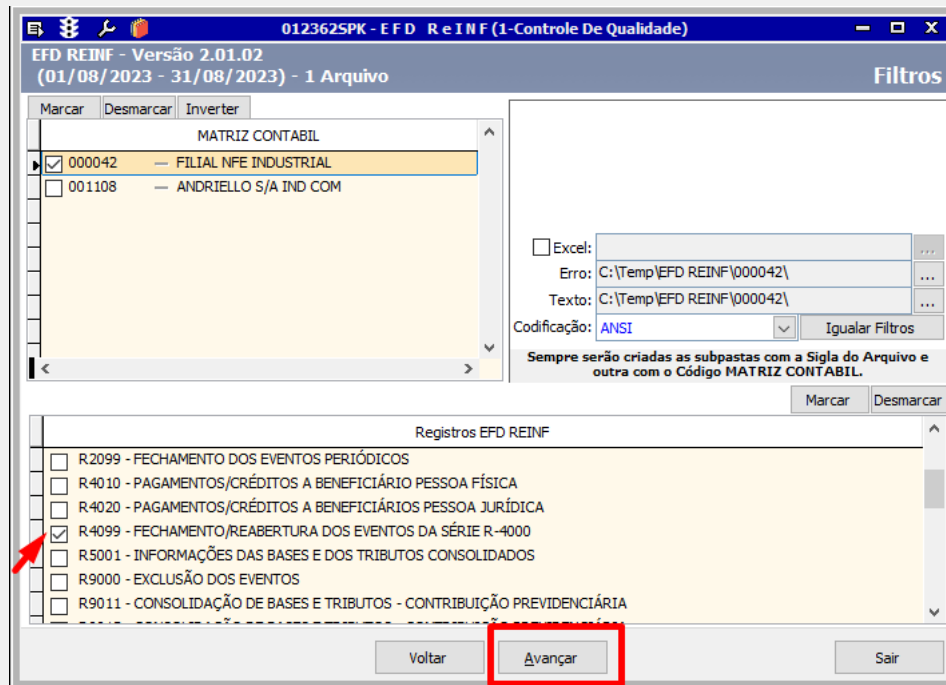 012362SPK - E F D R e I N F (1-Controle De Qualidade)
EFD REINF - Versão 2.01.02
(01/08/2023 - 31/08/2023) - 1 Arquivo
Filtros
Marcar Desmarcar Inverter
MATRIZ CONTABIL
000042 — FILIAL NFE INDUSTRIAL
001108 — ANDRIELLO S/A IND COM
Excel: ...
Erro: C:\Temp\EFD REINF\000042\ ...
Texto: C:\Temp\EFD REINF\000042\ ...
Codificação: ANSI Igualar Filtros
Sempre serão criadas as subpastas com a Sigla do Arquivo e
outra com o Código MATRIZ CONTABIL.
Marcar Desmarcar
Registros EFD REINF
R2099 - FECHAMENTO DOS EVENTOS PERIÓDICOS
R4010 - PAGAMENTOS/CRÉDITOS A BENEFICIÁRIO PESSOA FÍSICA
R4020 - PAGAMENTOS/CRÉDITOS A BENEFICIÁRIOS PESSOA JURÍDICA
R4099 - FECHAMENTO/REABERTURA DOS EVENTOS DA SÉRIE R-4000
R5001 - INFORMAÇÕES DAS BASES E DOS TRIBUTOS CONSOLIDADOS
R9000 - EXCLUSÃO DOS EVENTOS
R9011 - CONSOLIDAÇÃO DE BASES E TRIBUTOS - CONTRIBUIÇÃO PREVIDENCIÁRIA
Voltar Avançar Sair